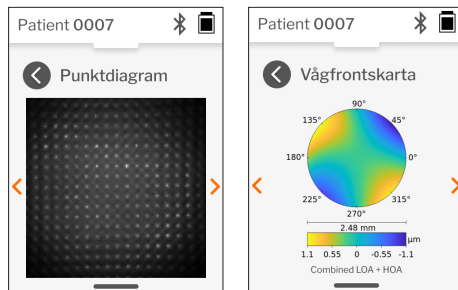 Patient 0007
Punktdiagram
Patient 0007
Vågfrontskarta
90°
135°
45°
180°
0°
225°
315°
270°
2.48 mm
µm
1.1 0.55 0 -0.55 -1.1
Combined LOA + HOA